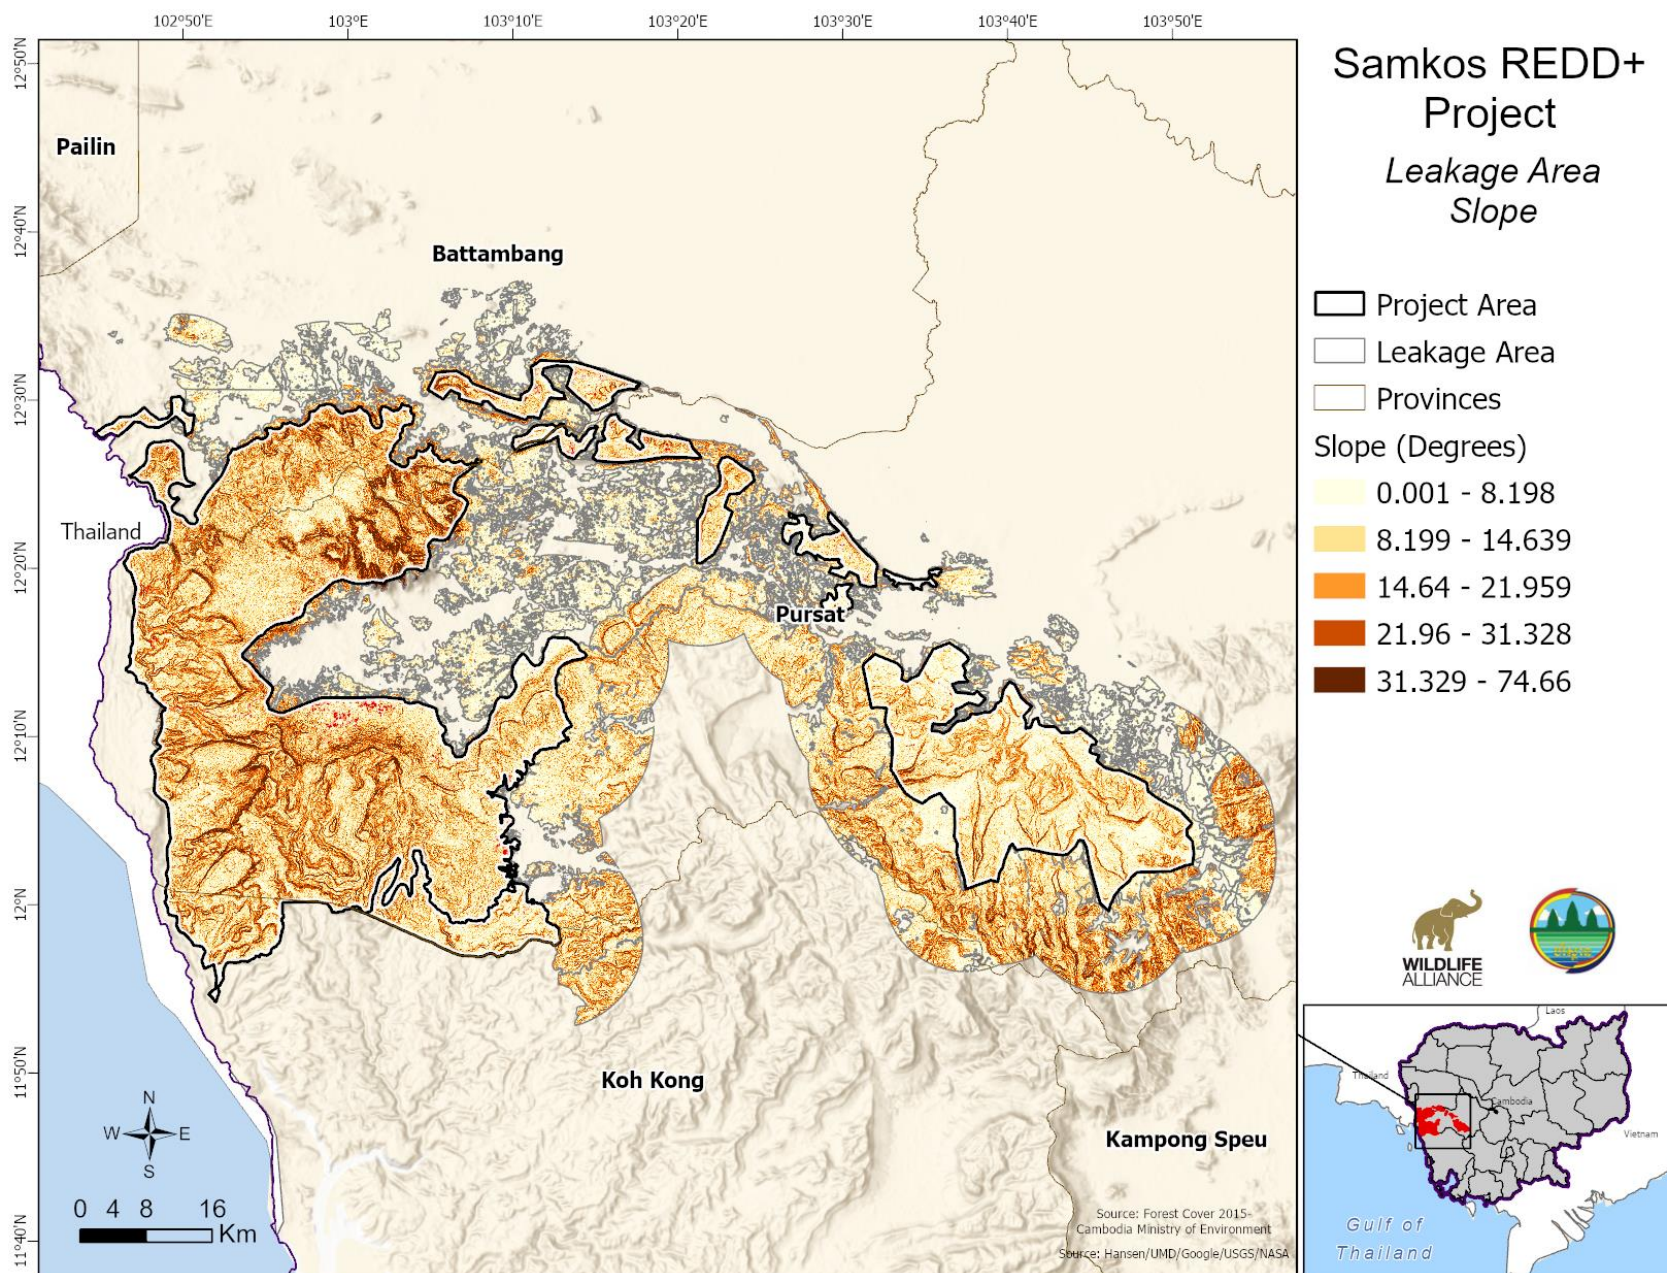 102°50'E 103°E 103°10'E 103°20'E 103°30'E 103°40'E 103°50'E
12°50'N
12°40'N
12°30'N
12°20'N
12°10'N
12°N
11°50'N
11°40'N
Pailin
Battambang
Thailand
Pursat
Koh Kong
Kampong Speu
N
W E
S
0 4 8 16
Km
Source: Forest Cover 2015-
Cambodia Ministry of Environment
Source: Hansen/UMD/Google/USGS/NASA
Samkos REDD+
Project
Leakage Area
Slope
Project Area
Leakage Area
Provinces
Slope (Degrees)
0.001 - 8.198
8.199 - 14.639
14.64 - 21.959
21.96 - 31.328
31.329 - 74.66
WILDLIFE
ALLIANCE
Laos
Thailand
Cambodia
Vietnam
Gulf of
Thailand